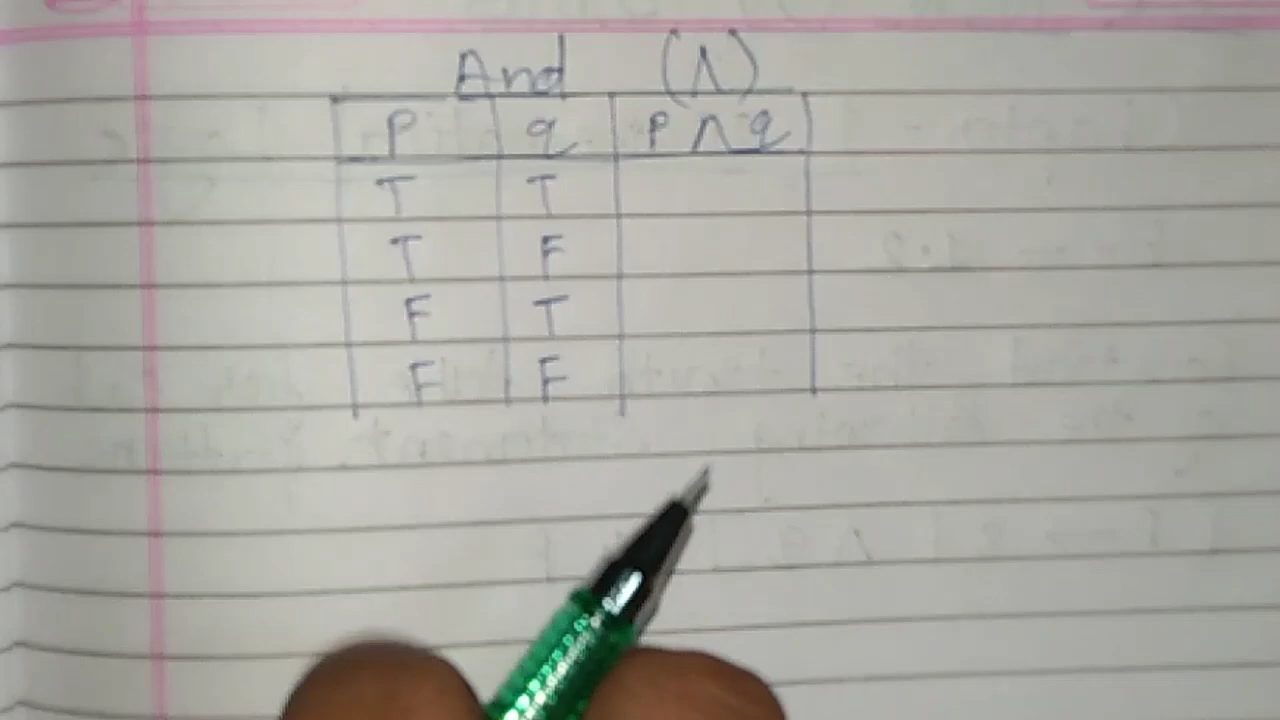 And (∧)
P q P ∧ q
T T
T F
F T
F F